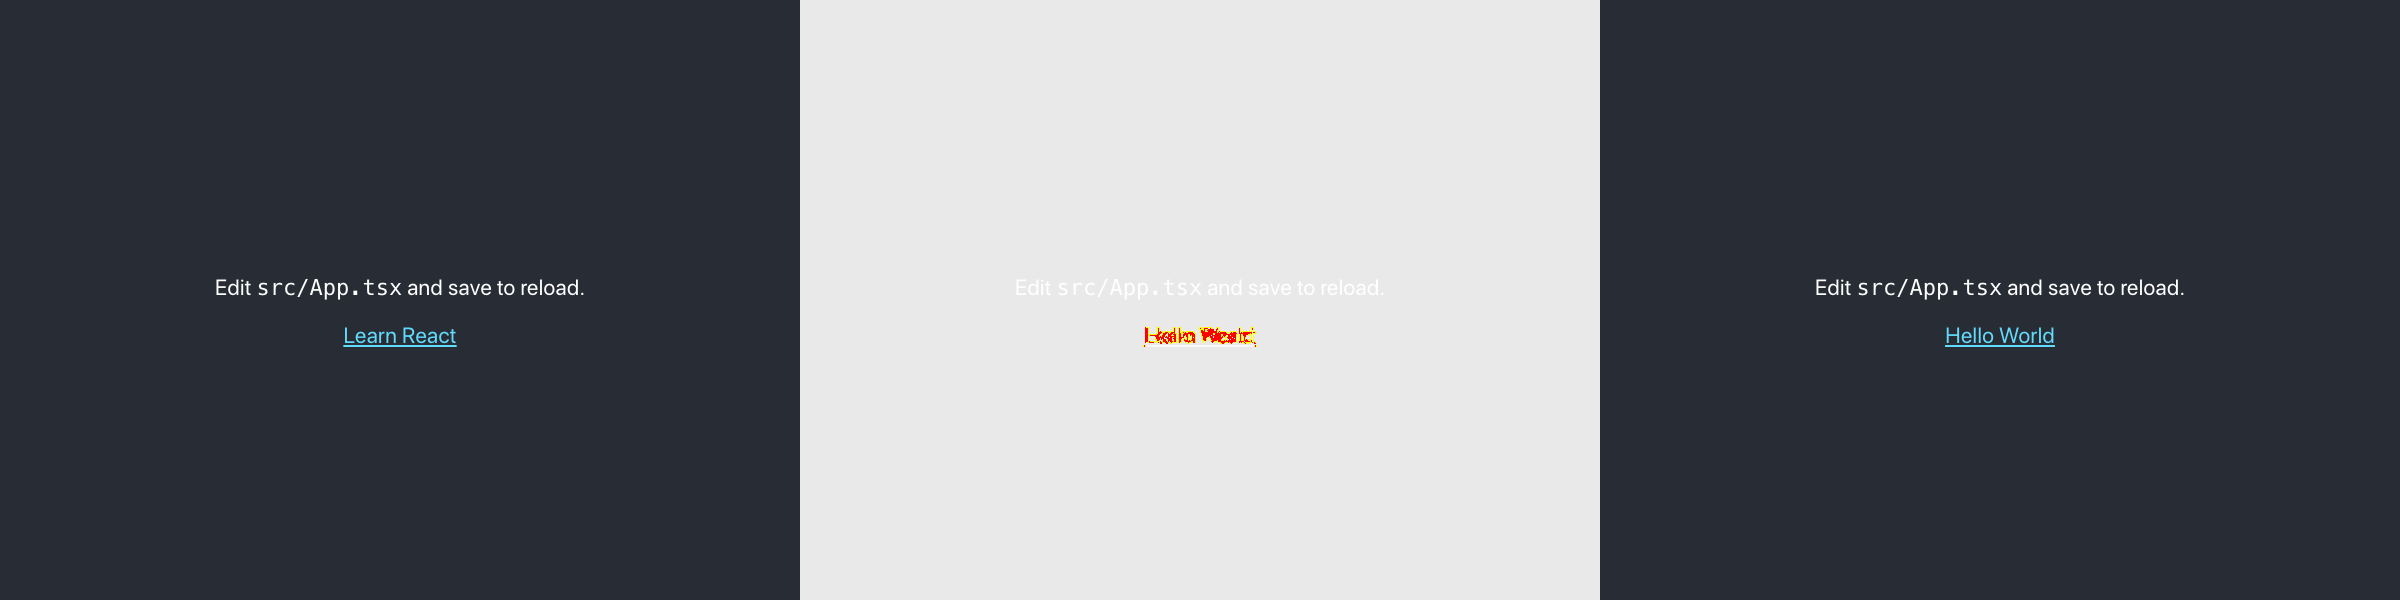 Edit src/App.tsx and save to reload.
Learn React
Edit src/App.tsx and save to reload.
Edit src/App.tsx and save to reload.
Hello World